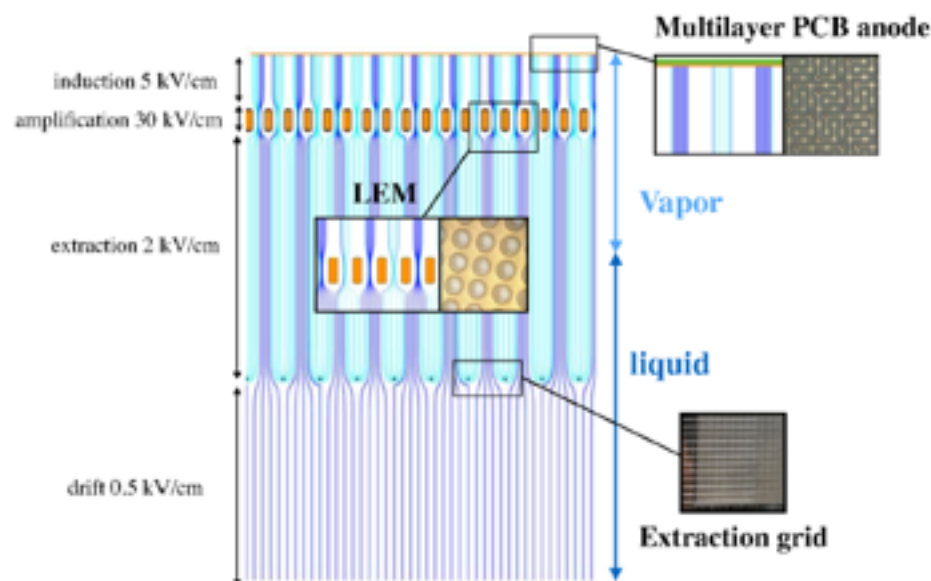 Multilayer PCB anode
induction 5 kV/cm
amplification 30 kV/cm
LEM
Vapor
extraction 2 kV/cm
liquid
drift 0.5 kV/cm
Extraction grid